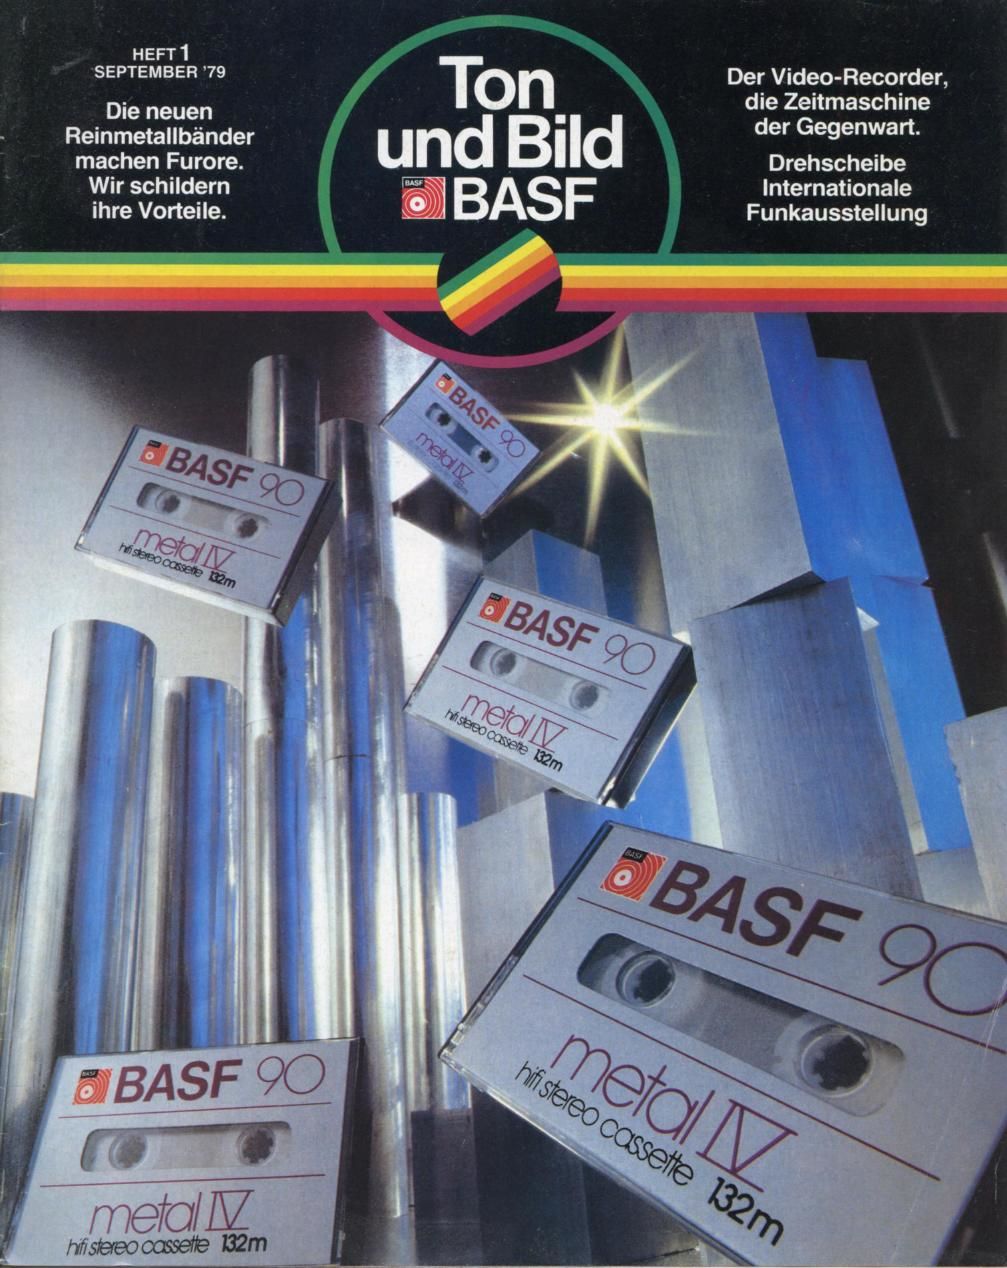 HEFT 1
SEPTEMBER '79
Die neuen
Reinmetallbänder
machen Furore.
Wir schildern
ihre Vorteile.
Ton
und Bild
BASF
BASF
Der Video-Recorder,
die Zeitmaschine
der Gegenwart.
Drehscheibe
Internationale
Funkausstellung
BASF 90
metal IV
132m
BASF 90
metal IV
hifi stereo cassette 132m
BASF
BASF 90
metal IV
hifi stereo cassette 132m
BASF
BASF 90
metal IV
hifi stereo cassette 132m
BASF
BASF 90
metal IV
hifi stereo cassette 132m